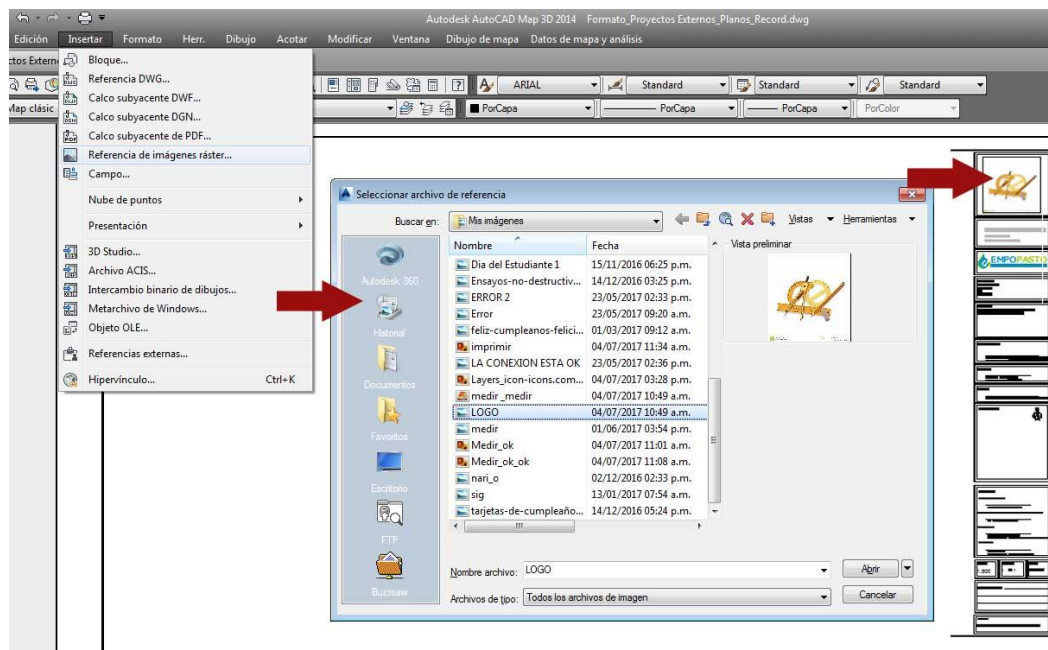 Autodesk AutoCAD Map 3D 2014 Formato_Proyectos Externos_Planos_Record.dwg
Edición Insertar Formato Herr. Dibujo Acotar Modificar Ventana Dibujo de mapa Datos de mapa y análisis
ctos Extern
ARIAL Standard Standard Standard
Map clásic
PorCapa PorCapa PorCapa PorColor
Bloque...
Referencia DWG...
Calco subyacente DWF...
Calco subyacente DGN...
Calco subyacente de PDF...
Referencia de imágenes ráster...
Campo...
Nube de puntos
Presentación
3D Studio...
Archivo ACIS...
Intercambio binario de dibujos...
Metarchivo de Windows...
Objeto OLE...
Referencias externas...
Hipervínculo... Ctrl+K
Seleccionar archivo de referencia
Buscar en: Mis imágenes Vistas Herramientas
Autodesk 360
Historial
Documentos
Favoritos
Escritorio
FTP
Buzzsaw
Nombre Fecha
Dia del Estudiante 1 15/11/2016 06:25 p.m.
Ensayos-no-destructiv... 14/12/2016 03:25 p.m.
ERROR 2 23/05/2017 02:33 p.m.
Error 23/05/2017 09:20 a.m.
feliz-cumpleanos-felici... 01/03/2017 09:12 a.m.
imprimir 04/07/2017 11:34 a.m.
LA CONEXION ESTA OK 23/05/2017 02:36 p.m.
Layers_icon-icons.com... 04/07/2017 03:28 p.m.
medir _medir 04/07/2017 10:49 a.m.
LOGO 04/07/2017 10:49 a.m.
medir 01/06/2017 03:54 p.m.
Medir_ok 04/07/2017 11:01 a.m.
Medir_ok_ok 04/07/2017 11:08 a.m.
nari_o 02/12/2016 02:33 p.m.
sig 13/01/2017 07:54 a.m.
tarjetas-de-cumpleaño... 14/12/2016 05:24 p.m.
Vista preliminar
Nombre archivo: LOGO Abrir
Archivos de tipo: Todos los archivos de imagen Cancelar
EMPOPASTO